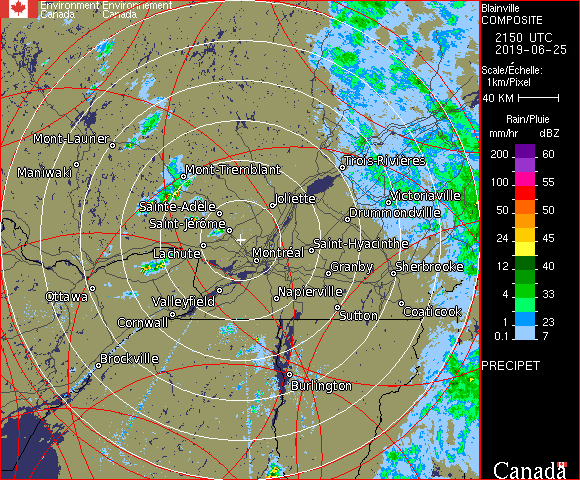 Environment Environnement
Canada Canada
Blainville
COMPOSITE
2150 UTC
2019-06-25
Scale/Échelle:
1km/Pixel
40 KM
Rain/Pluie
mm/hr dBZ
200 60
100 55
50 50
24 45
12 40
4 33
1 23
0.1 7
PRECIPET
Canada
Mont-Laurier
Maniwaki
Mont-Tremblant
Trois-Rivières
Sainte-Adèle
Joliette
Victoriaville
Drummondville
Saint-Jérôme
Lachute
Montréal
Saint-Hyacinthe
Granby
Sherbrooke
Ottawa
Valleyfield
Napierville
Cornwall
Sutton
Coaticook
Brockville
Burlington